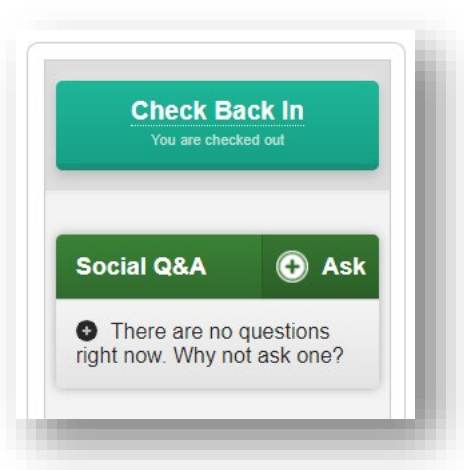 Check Back In
You are checked out
Social Q&A
Ask
There are no questions
right now. Why not ask one?